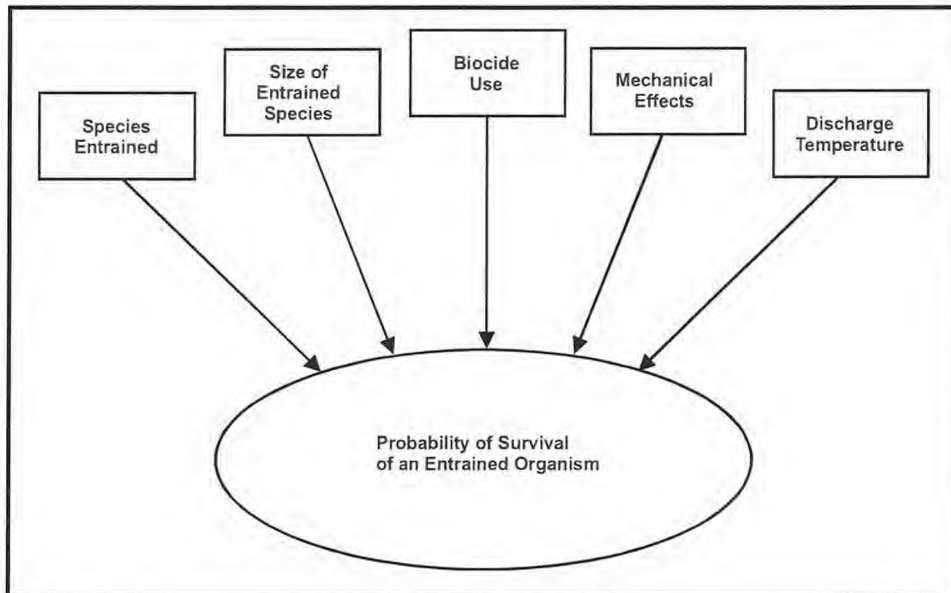 Species
Entrained
Size of
Entrained
Species
Biocide
Use
Mechanical
Effects
Discharge
Temperature
Probability of Survival
of an Entrained Organism